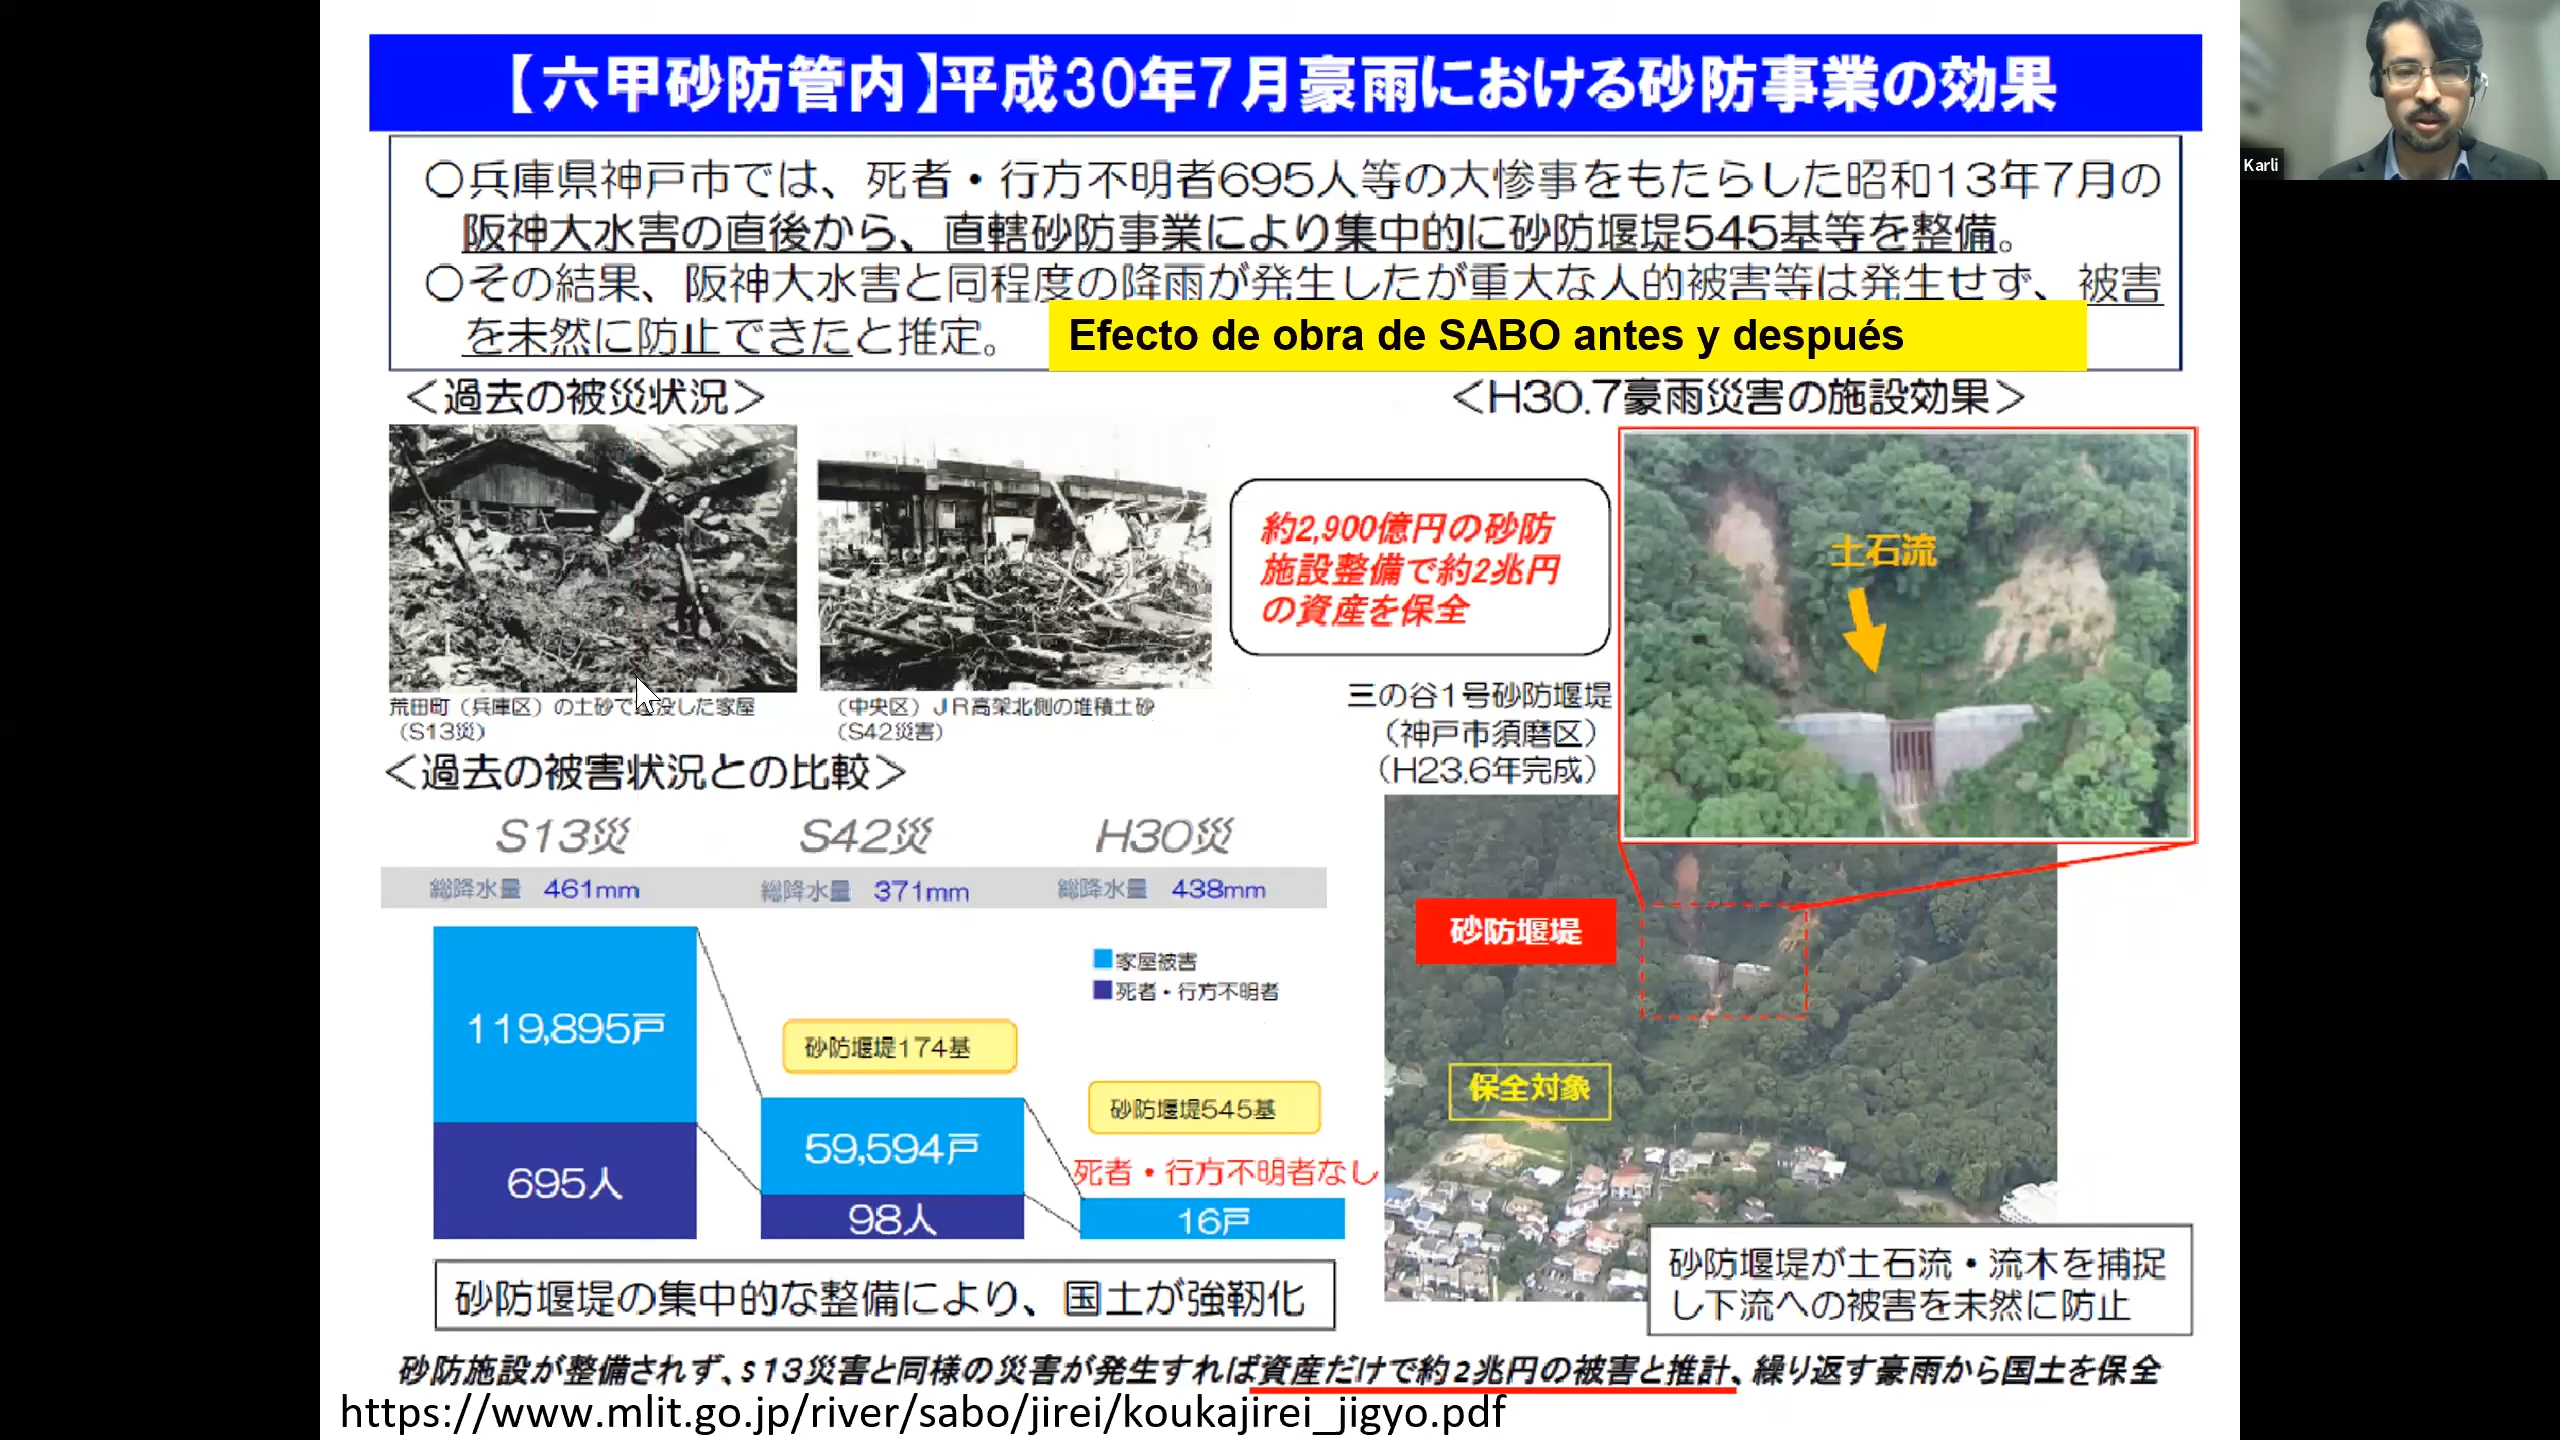 【六甲砂防管内】平成30年7月豪雨における砂防事業の効果
Karli
○兵庫県神戸市では、死者・行方不明者695人等の大惨事をもたらした昭和13年7月の
阪神大水害の直後から、直轄砂防事業により集中的に砂防堰堤545基等を整備。
○その結果、阪神大水害と同程度の降雨が発生したが重大な人的被害等は発生せず、被害
を未然に防止できたと推定。
Efecto de obra de SABO antes y después
＜過去の被災状況＞
＜H30.7豪雨災害の施設効果＞
約2,900億円の砂防
施設整備で約2兆円
の資産を保全
土石流
荒田町（兵庫区）の土砂で 没した家屋
（S13災）
（中央区）JR高架北側の堆積土砂
（S42災害）
三の谷1号砂防堰堤
（神戸市須磨区）
（H23.6年完成）
＜過去の被害状況との比較＞
S13災 S42災 H30災
総降水量 461mm 総降水量 371mm 総降水量 438mm
家屋被害
死者・行方不明者
119,895戸
695人
砂防堰堤174基
59,594戸
98人
砂防堰堤545基
死者・行方不明者なし
16戸
砂防堰堤
保全対象
砂防堰堤の集中的な整備により、国土が強靭化
砂防堰堤が土石流・流木を捕捉
し下流への被害を未然に防止
砂防施設が整備されず、S13災害と同様の災害が発生すれば資産だけで約2兆円の被害と推計、繰り返す豪雨から国土を保全
https://www.mlit.go.jp/river/sabo/jirei/koukajirei_jigyo.pdf